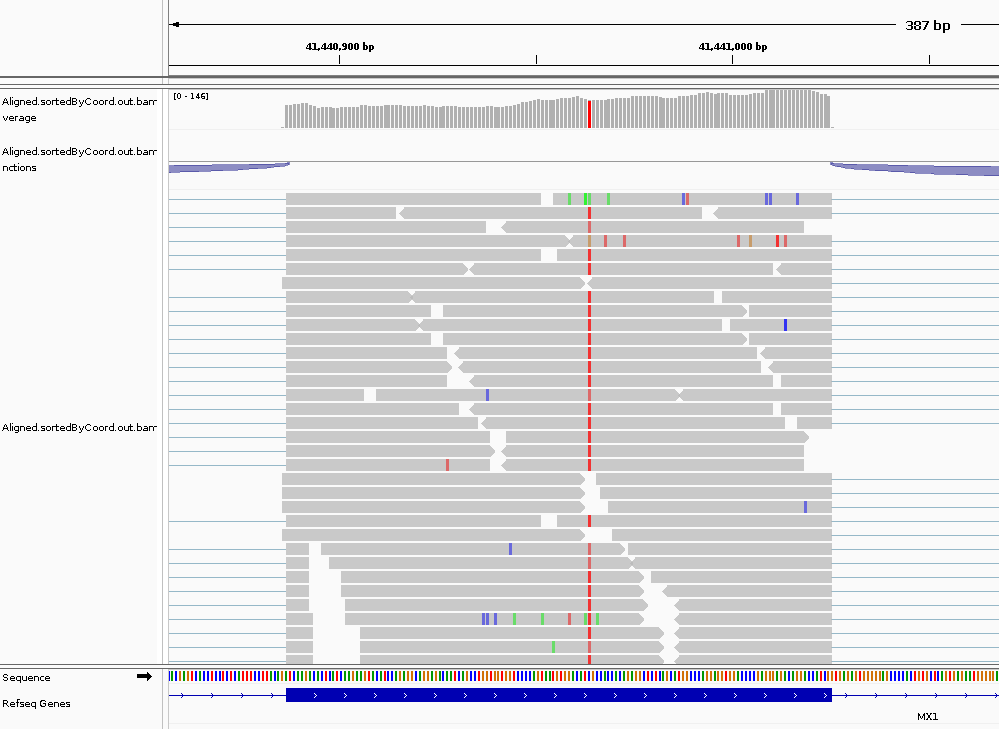 387 bp
41,440,900 bp 41,441,000 bp
[0 - 146]
Aligned.sortedByCoord.out.bam
verage
Aligned.sortedByCoord.out.bam
nctions
Aligned.sortedByCoord.out.bam
Sequence
Refseq Genes
MX1